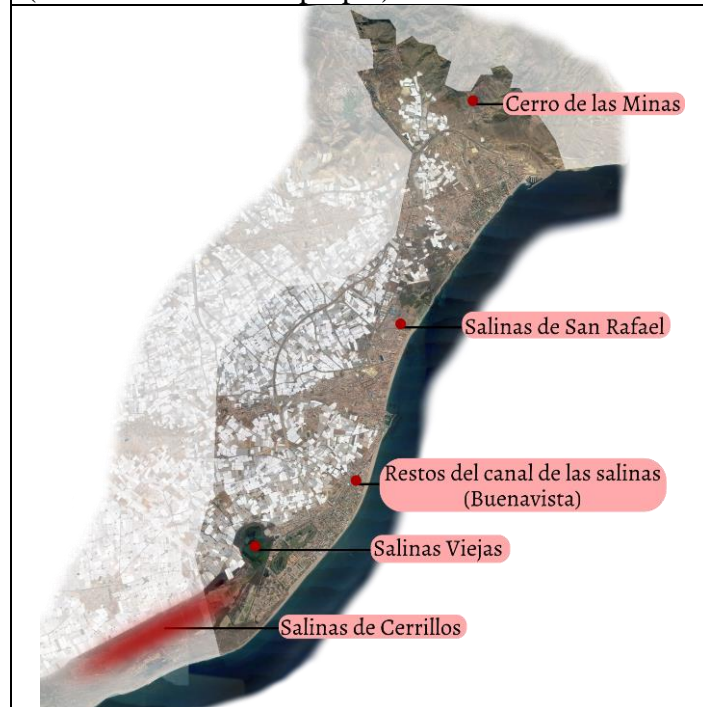 Cerro de las Minas
Salinas de San Rafael
Restos del canal de las salinas
(Buenavista)
Salinas Viejas
Salinas de Cerrillos